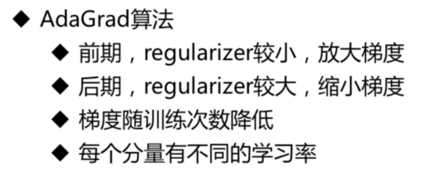 ◆ AdaGrad算法
◆ 前期，regularizer较小，放大梯度
◆ 后期，regularizer较大，缩小梯度
◆ 梯度随训练次数降低
◆ 每个分量有不同的学习率